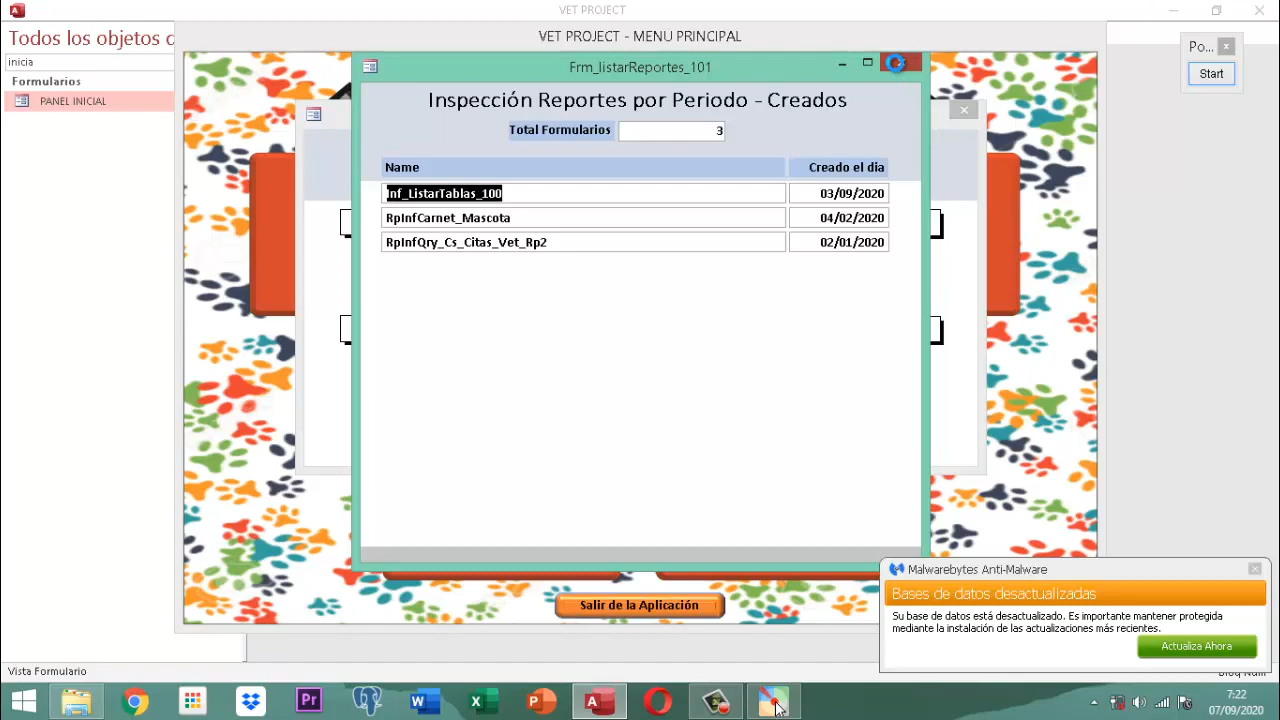 VET PROJECT
Todos los objetos d
inicia
Formularios
PANEL INICIAL
VET PROJECT - MENU PRINCIPAL
Po...
Start
Frm_listarReportes_101
Inspección Reportes por Periodo - Creados
Total Formularios 3
Name Creado el dia
Inf_ListarTablas_100 03/09/2020
RpInfCarnet_Mascota 04/02/2020
RpInfQry_Cs_Citas_Vet_Rp2 02/01/2020
Salir de la Aplicación
Malwarebytes Anti-Malware
Bases de datos desactualizadas
Su base de datos está desactualizado. Es importante mantener protegida
mediante la instalación de las actualizaciones más recientes.
Actualiza Ahora
Vista Formulario
Bloq Num
Pr
7:22
07/09/2020